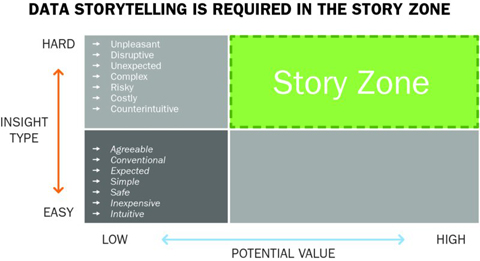 DATA STORYTELLING IS REQUIRED IN THE STORY ZONE
HARD
INSIGHT
TYPE
EASY
→ Unpleasant
→ Disruptive
→ Unexpected
→ Complex
→ Risky
→ Costly
→ Counterintuitive
Story Zone
→ Agreeable
→ Conventional
→ Expected
→ Simple
→ Safe
→ Inexpensive
→ Intuitive
LOW
POTENTIAL VALUE
HIGH